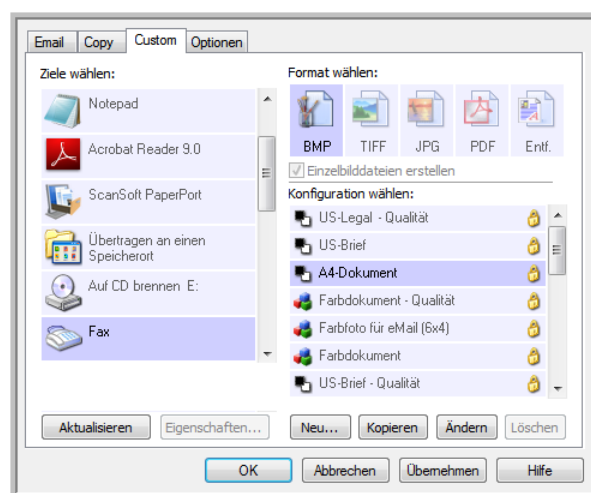 Email Copy Custom Optionen
Ziele wählen:
Notepad
Acrobat Reader 9.0
ScanSoft PaperPort
Übertragen an einen
Speicherort
Auf CD brennen E:
Fax
Aktualisieren Eigenschaften...
Format wählen:
BMP TIFF JPG PDF Entf.
Einzelbilddateien erstellen
Konfiguration wählen:
US-Legal - Qualität
US-Brief
A4-Dokument
Farbdokument - Qualität
Farbfoto für eMail (6x4)
Farbdokument
US-Brief - Qualität
Neu... Kopieren Ändern Löschen
OK Abbrechen Übernehmen Hilfe